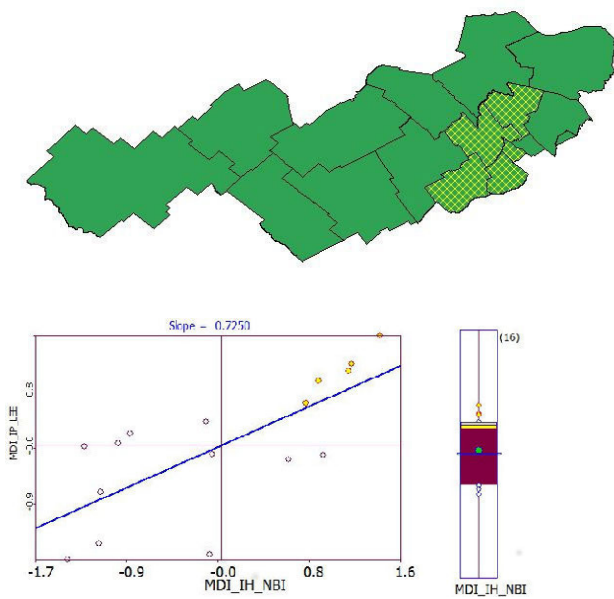 Slope = 0.7250
(16)
MDI_IP_LEE
0.8
-0.0
-0.9
-1.7
-0.9
-0.0
0.8
1.6
MDI_IH_NBI
MDI_IH_NBI